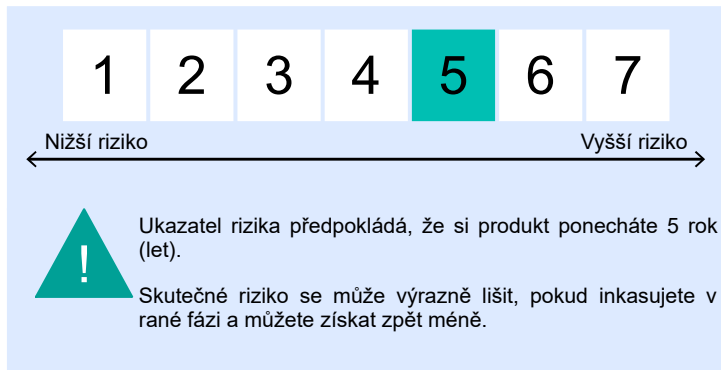 1 2 3 4 5 6 7
Nižší riziko Vyšší riziko
! Ukazatel rizika předpokládá, že si produkt ponecháte 5 rok
(let).
Skutečné riziko se může výrazně lišit, pokud inkasujete v
rané fázi a můžete získat zpět méně.